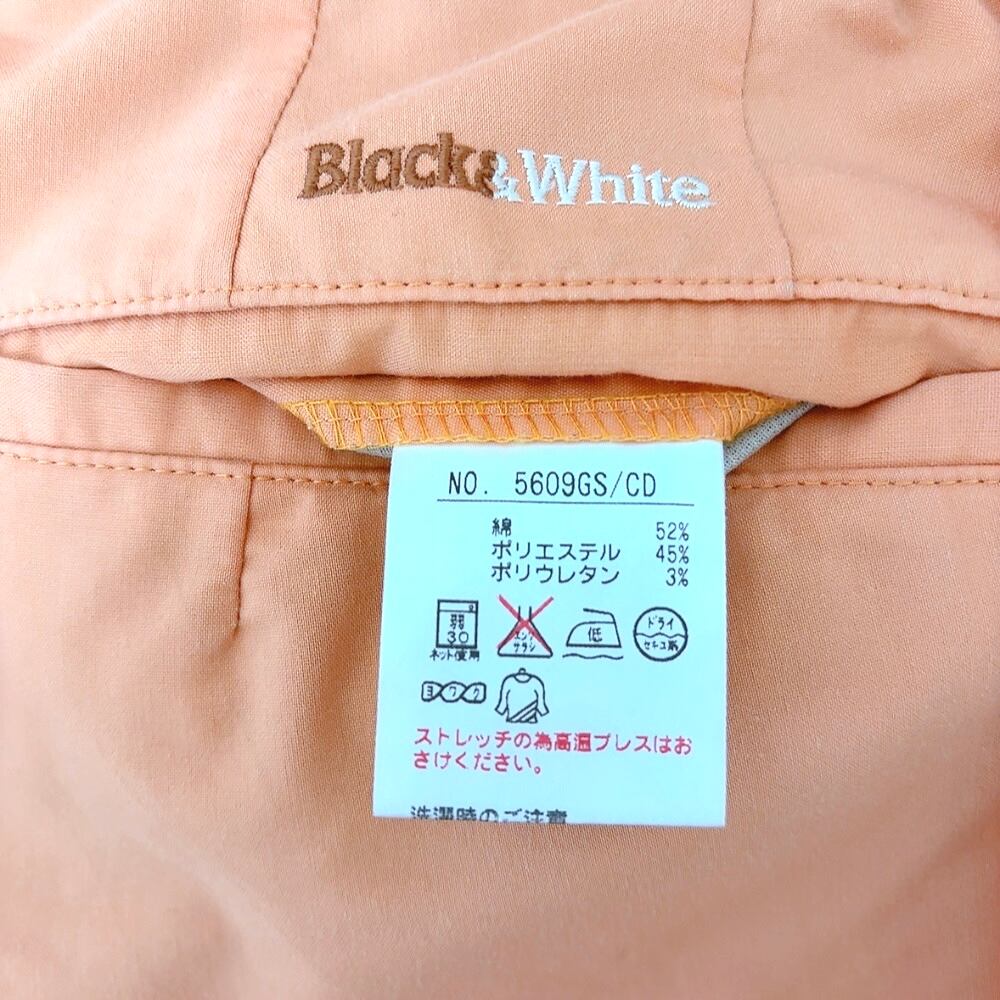 Black&White
NO. 5609GS/CD
綿 52%
ポリエステル 45%
ポリウレタン 3%
弱
30
ネット使用
エンソ
サラシ
低
ドライ
セキユ系
ヨワク
ストレッチの為高温プレスはお
さけください。
洗濯時のご注意